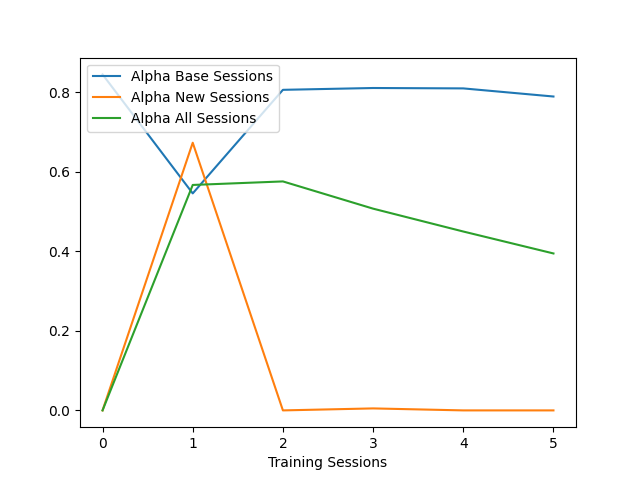 Alpha Base Sessions
Alpha New Sessions
Alpha All Sessions
0.8
0.6
0.4
0.2
0.0
0 1 2 3 4 5
Training Sessions